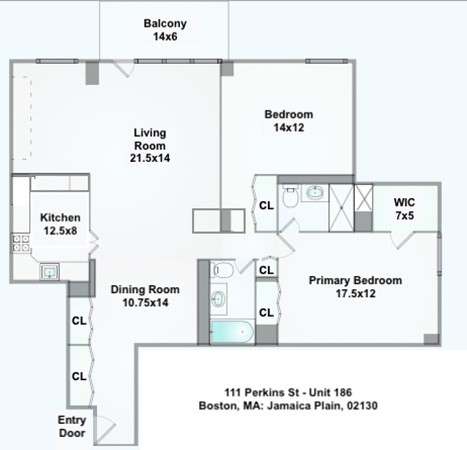 Balcony
14x6
Living
Room
21.5x14
Bedroom
14x12
CL
WIC
7x5
Kitchen
12.5x8
CL
Primary Bedroom
17.5x12
Dining Room
10.75x14
CL
CL
CL
111 Perkins St - Unit 186
Boston, MA: Jamaica Plain, 02130
Entry
Door